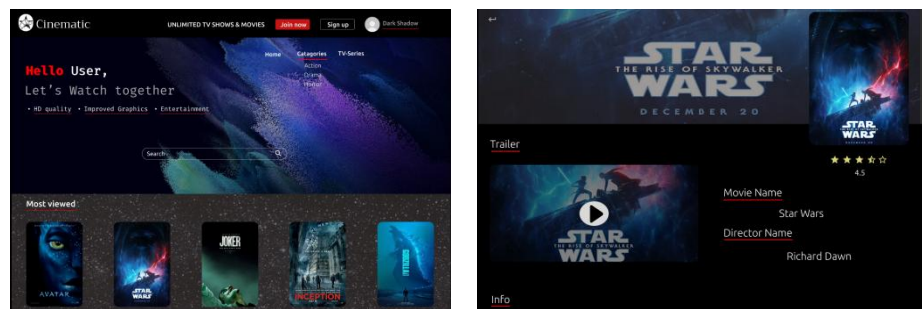 Cinematic
UNLIMITED TV SHOWS & MOVIES
Join now
Sign up
Dark Shadow
Home
Catagories
TV-Series
Action
Drama
Horror
Hello User,
Let's Watch together
• HD quality • Improved Graphics • Entertainment
Search
Most viewed
AVATAR
STAR
WARS
JOKER
INCEPTION
STAR
THE RISE OF SKYWALKER
WARS
DECEMBER 20
STAR
WARS
Trailer
4.5
STAR
THE RISE OF SKYWALKER
WARS
Movie Name
Star Wars
Director Name
Richard Dawn
Info